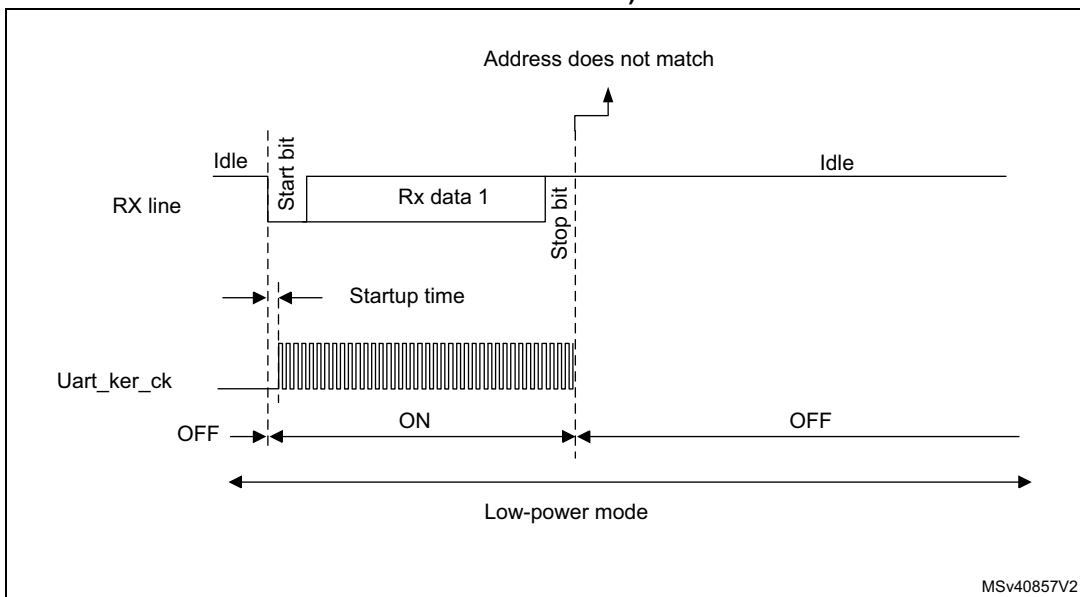 Address does not match
Idle
Start bit
Idle
RX line
Rx data 1
Stop bit
Startup time
Uart_ker_ck
OFF
ON
OFF
Low-power mode
MSv40857V2